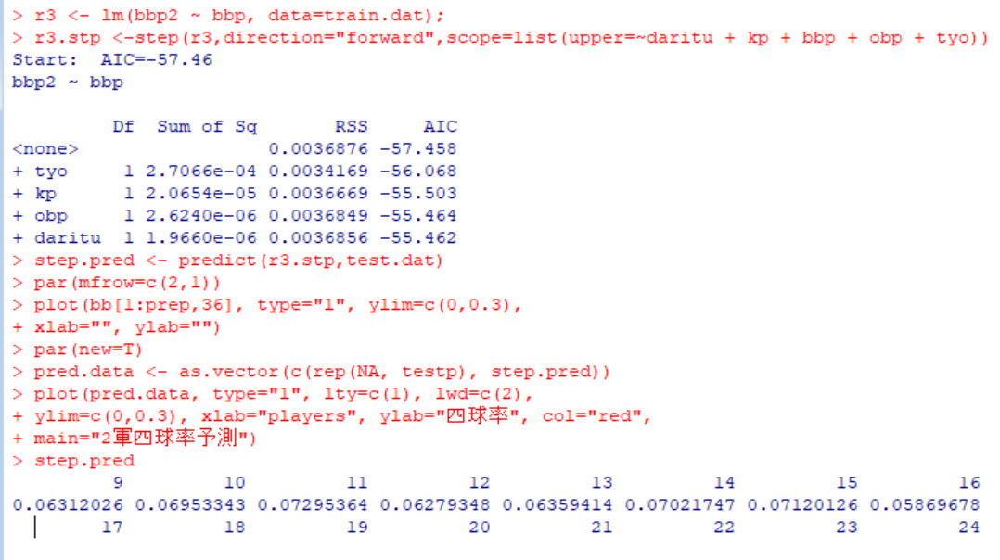 > r3 <- lm(bbp2 ~ bbp, data=train.dat);
> r3.stp <-step(r3,direction="forward",scope=list(upper=~daritu + kp + bbp + obp + tyo))
Start:  AIC=-57.46
bbp2 ~ bbp
Df Sum of Sq RSS AIC
<none> 0.0036876 -57.458
+ tyo 1 2.7066e-04 0.0034169 -56.068
+ kp 1 2.0654e-05 0.0036669 -55.503
+ obp 1 2.6240e-06 0.0036849 -55.464
+ daritu 1 1.9660e-06 0.0036856 -55.462
> step.pred <- predict(r3.stp,test.dat)
> par(mfrow=c(2,1))
> plot(bb[1:prep,36], type="l", ylim=c(0,0.3),
+ xlab="", ylab="")
> par(new=T)
> pred.data <- as.vector(c(rep(NA, testp), step.pred))
> plot(pred.data, type="l", lty=c(1), lwd=c(2),
+ ylim=c(0,0.3), xlab="players", ylab="四球率", col="red",
+ main="2軍四球率予測")
> step.pred
9 10 11 12 13 14 15 16
0.06312026 0.06953343 0.07295364 0.06279348 0.06359414 0.07021747 0.07120126 0.05869678
17 18 19 20 21 22 23 24